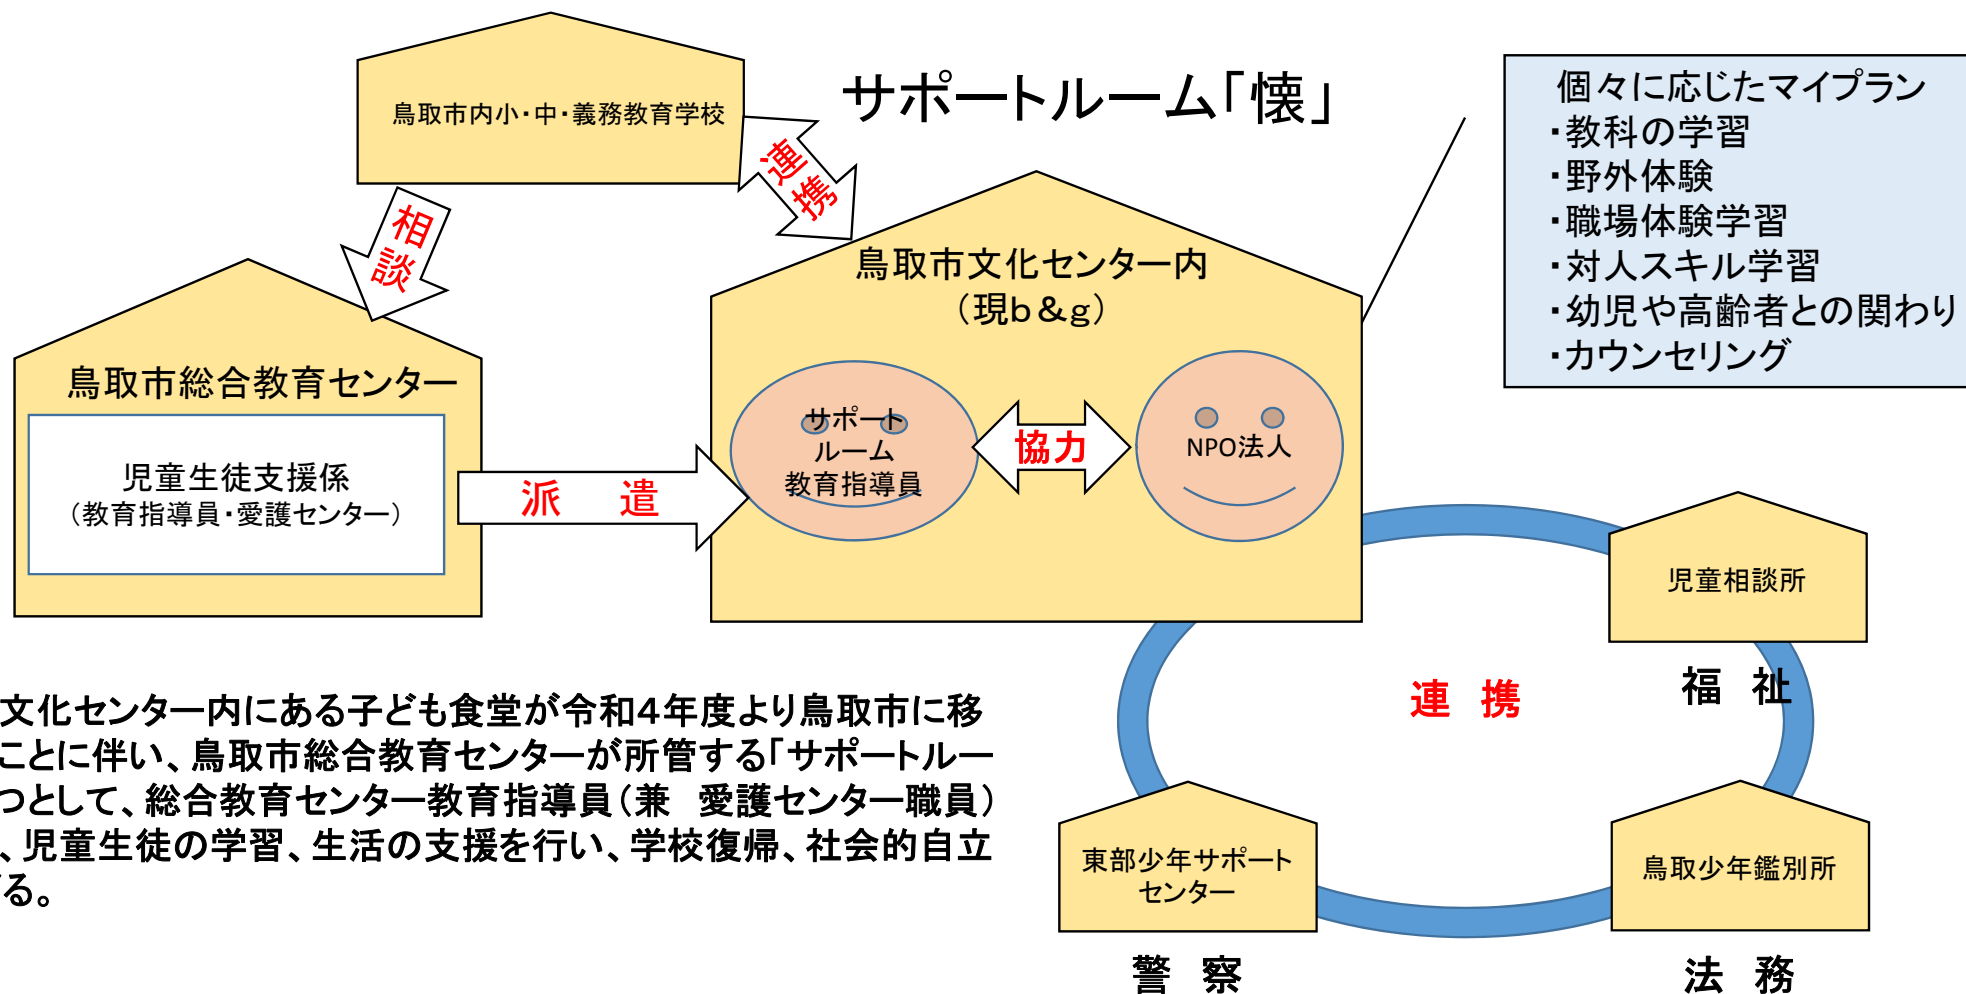 サポートルーム「懐」
鳥取市内小・中・義務教育学校
連携
相談
個々に応じたマイプラン
・教科の学習
・野外体験
・職場体験学習
・対人スキル学習
・幼児や高齢者との関わり
・カウンセリング
鳥取市文化センター内
（現b＆g）
サポート
ルーム
教育指導員
協力
NPO法人
鳥取市総合教育センター
児童生徒支援係
（教育指導員・愛護センター）
派　遣
児童相談所
福　祉
連　携
東部少年サポート
センター
警　察
鳥取少年鑑別所
法　務
文化センター内にある子ども食堂が令和4年度より鳥取市に移
ことに伴い、鳥取市総合教育センターが所管する「サポートルー
つとして、総合教育センター教育指導員（兼　愛護センター職員）
、児童生徒の学習、生活の支援を行い、学校復帰、社会的自立
る。